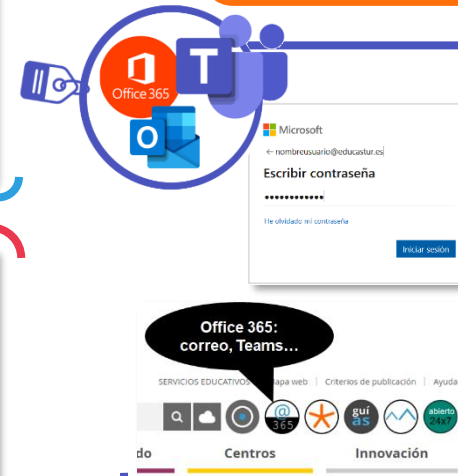 Office 365
T
O
Microsoft
← nombreusuario@educastur.es
Escribir contraseña
••••••••••••
He olvidado mi contraseña
Iniciar sesión
Office 365:
correo, Teams...
SERVICIOS EDUCATIVOS | Mapa web | Criterios de publicación | Ayuda
@
365
guí
as
abierto
24x7
do Centros Innovación